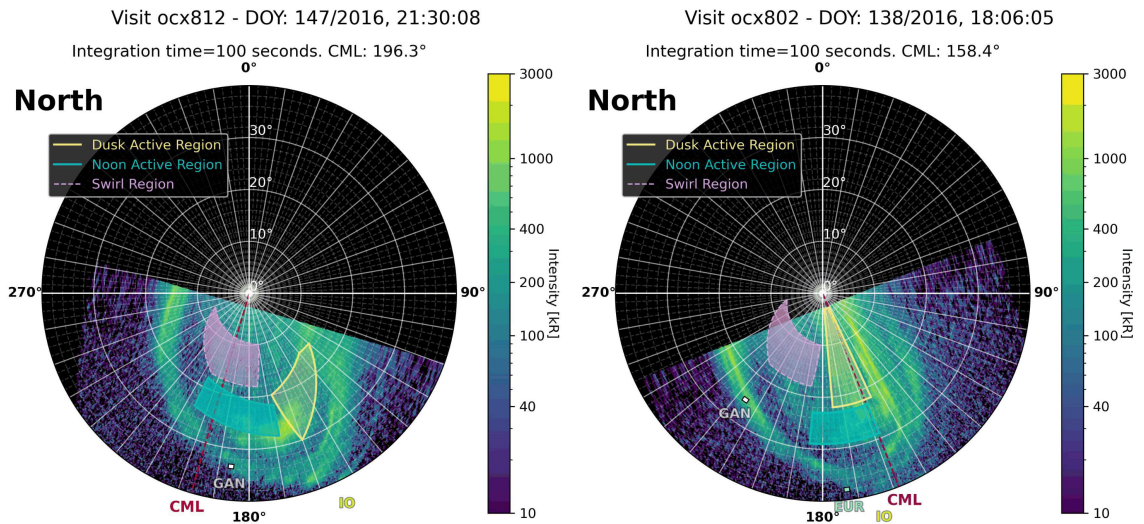 Visit ocx812 - DOY: 147/2016, 21:30:08
Integration time=100 seconds. CML: 196.3°
0°
North
Dusk Active Region
Noon Active Region
Swirl Region
30°
20°
10°
0°
270°
90°
GAN
CML
IO
180°
3000
1000
400
200
100
40
10
Intensity [kR]
Visit ocx802 - DOY: 138/2016, 18:06:05
Integration time=100 seconds. CML: 158.4°
0°
North
Dusk Active Region
Noon Active Region
Swirl Region
30°
20°
10°
0°
270°
90°
GAN
EUR
CML
IO
180°
3000
1000
400
200
100
40
10
Intensity [kR]